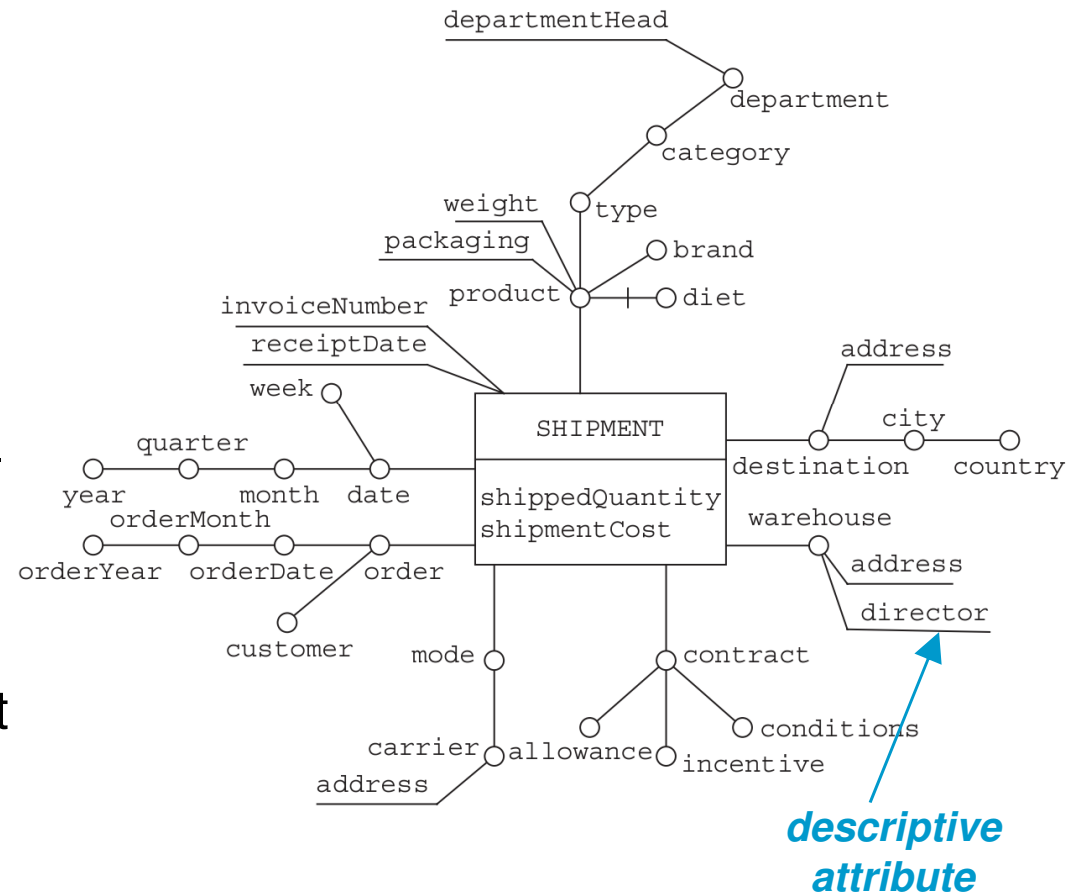 departmentHead
department
category
weight
type
packaging
brand
product
diet
invoiceNumber
receiptDate
address
week
city
quarter
SHIPMENT
destination
country
year
month
date
shippedQuantity
orderMonth
shipmentCost
warehouse
orderYear
orderDate
order
address
director
customer
mode
contract
t
conditions
carrier
allowance
incentive
address
descriptive
attribute